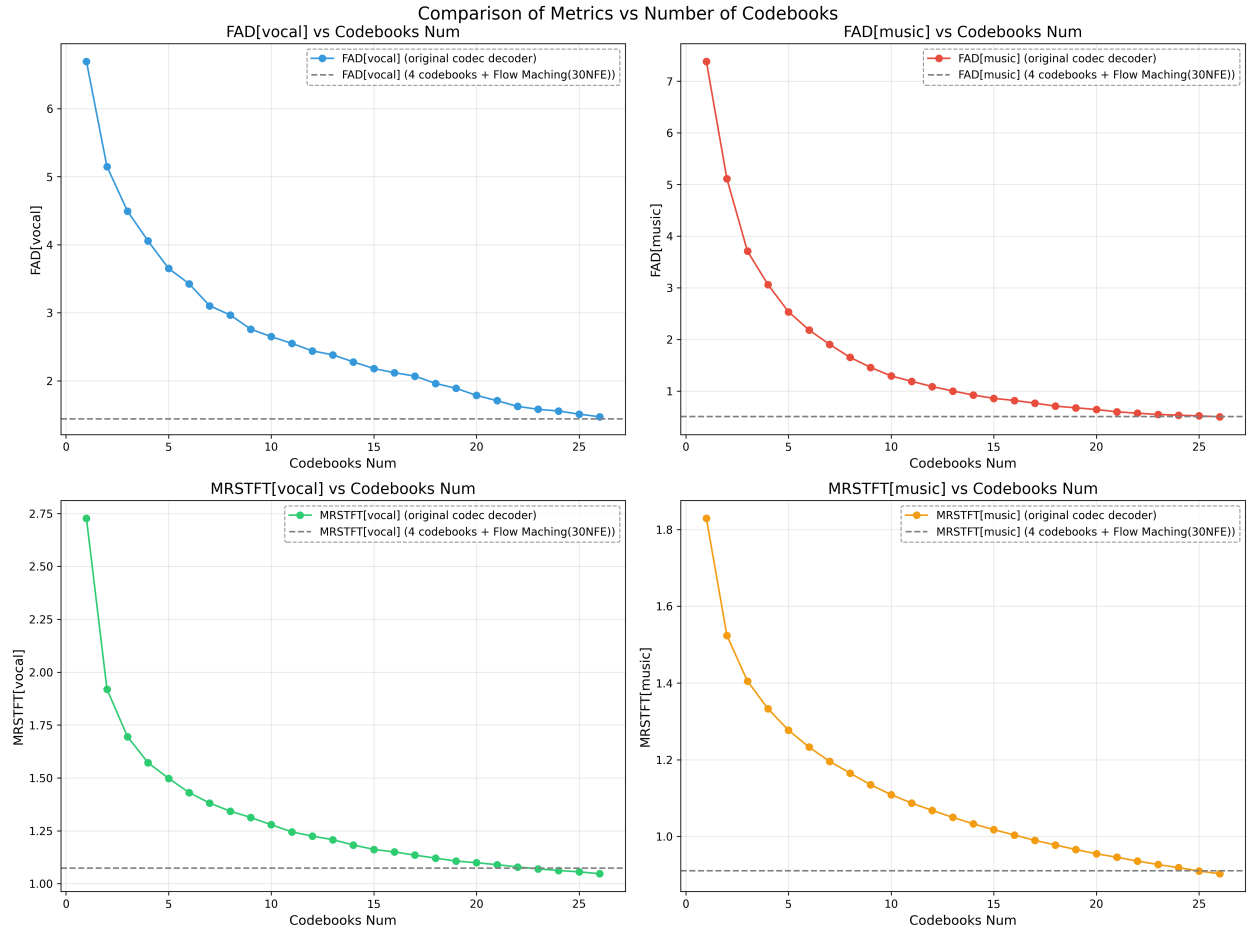 Comparison of Metrics vs Number of Codebooks
FAD[vocal] vs Codebooks Num
FAD[vocal] (original codec decoder)
FAD[vocal] (4 codebooks + Flow Maching(30NFE))
FAD[vocal]
6
5
4
3
2
0
5
10
15
20
25
Codebooks Num
FAD[music] vs Codebooks Num
FAD[music] (original codec decoder)
FAD[music] (4 codebooks + Flow Maching(30NFE))
FAD[music]
7
6
5
4
3
2
1
0
5
10
15
20
25
Codebooks Num
MRSTFT[vocal] vs Codebooks Num
MRSTFT[vocal] (original codec decoder)
MRSTFT[vocal] (4 codebooks + Flow Maching(30NFE))
MRSTFT[vocal]
2.75
2.50
2.25
2.00
1.75
1.50
1.25
1.00
0
5
10
15
20
25
Codebooks Num
MRSTFT[music] vs Codebooks Num
MRSTFT[music] (original codec decoder)
MRSTFT[music] (4 codebooks + Flow Maching(30NFE))
MRSTFT[music]
1.8
1.6
1.4
1.2
1.0
0
5
10
15
20
25
Codebooks Num